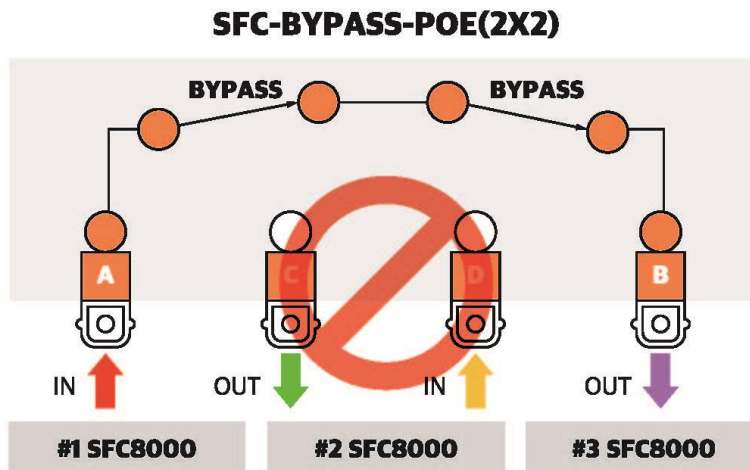 SFC-BYPASS-POE(2X2)
BYPASS BYPASS
A C D B
IN OUT IN OUT
#1 SFC8000 #2 SFC8000 #3 SFC8000